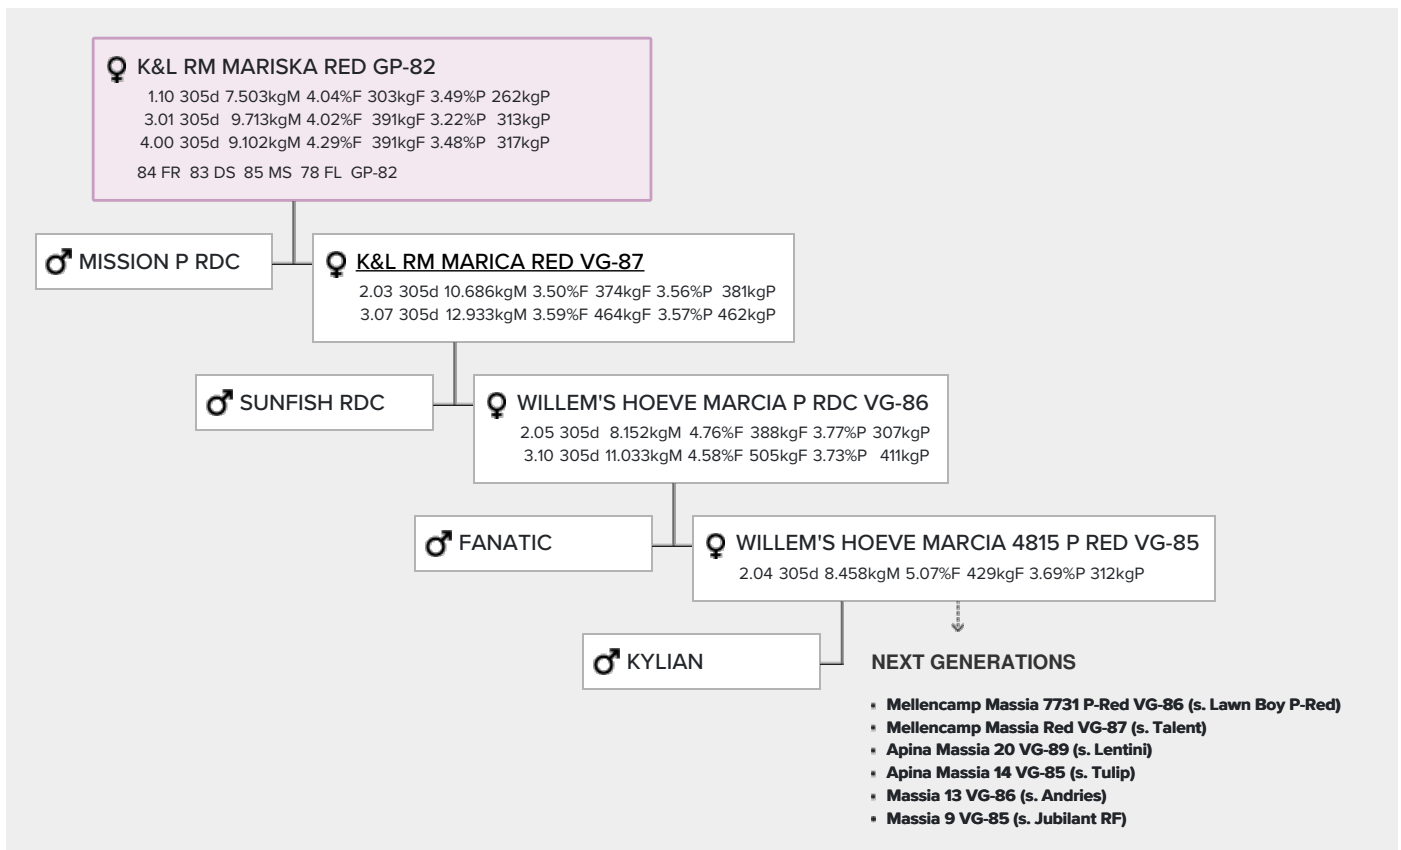 K&L RM MARISKA RED GP-82
1.10 305d 7.503kgM 4.04%F 303kgF 3.49%P 262kgP
3.01 305d 9.713kgM 4.02%F 391kgF 3.22%P 313kgP
4.00 305d 9.102kgM 4.29%F 391kgF 3.48%P 317kgP
84 FR 83 DS 85 MS 78 FL GP-82
MISSION P RDC
K&L RM MARICA RED VG-87
2.03 305d 10.686kgM 3.50%F 374kgF 3.56%P 381kgP
3.07 305d 12.933kgM 3.59%F 464kgF 3.57%P 462kgP
SUNFISH RDC
WILLEM'S HOEVE MARCIA P RDC VG-86
2.05 305d 8.152kgM 4.76%F 388kgF 3.77%P 307kgP
3.10 305d 11.033kgM 4.58%F 505kgF 3.73%P 411kgP
FANATIC
WILLEM'S HOEVE MARCIA 4815 P RED VG-85
2.04 305d 8.458kgM 5.07%F 429kgF 3.69%P 312kgP
KYLIAN
NEXT GENERATIONS
▪ Mellencamp Massia 7731 P-Red VG-86 (s. Lawn Boy P-Red)
▪ Mellencamp Massia Red VG-87 (s. Talent)
▪ Apina Massia 20 VG-89 (s. Lentini)
▪ Apina Massia 14 VG-85 (s. Tulip)
▪ Massia 13 VG-86 (s. Andries)
▪ Massia 9 VG-85 (s. Jubilant RF)